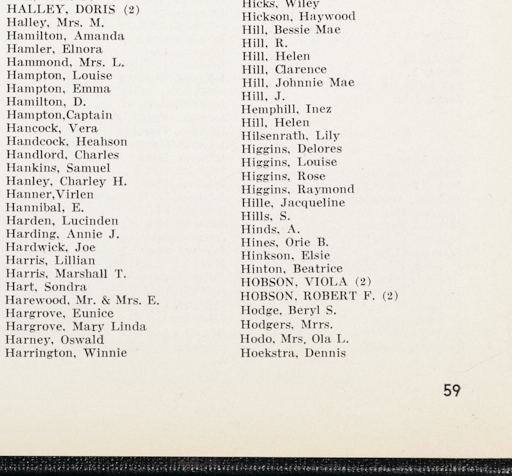 HALLEY, DORIS (2)
Halley, Mrs. M.
Hamilton, Amanda
Hamler, Elnora
Hammond, Mrs. L.
Hampton, Louise
Hampton, Emma
Hamilton, D.
Hampton,Captain
Hancock, Vera
Handcock, Heahson
Handlord, Charles
Hankins, Samuel
Hanley, Charley H.
Hanner,Virlen
Hannibal, E.
Harden, Lucinden
Harding, Annie J.
Hardwick, Joe
Harris, Lillian
Harris, Marshall T.
Hart, Sondra
Harewood, Mr. & Mrs. E.
Hargrove, Eunice
Hargrove, Mary Linda
Harney, Oswald
Harrington, Winnie
Hicks, Wiley
Hickson, Haywood
Hill, Bessie Mae
Hill, R.
Hill, Helen
Hill, Clarence
Hill, Johnnie Mae
Hill, J.
Hemphill, Inez
Hill, Helen
Hilsenrath, Lily
Higgins, Delores
Higgins, Louise
Higgins, Rose
Higgins, Raymond
Hille, Jacqueline
Hills, S.
Hinds, A.
Hines, Orie B.
Hinkson, Elsie
Hinton, Beatrice
HOBSON, VIOLA (2)
HOBSON, ROBERT F. (2)
Hodge, Beryl S.
Hodgers, Mrrs.
Hodo, Mrs, Ola L.
Hoekstra, Dennis
59